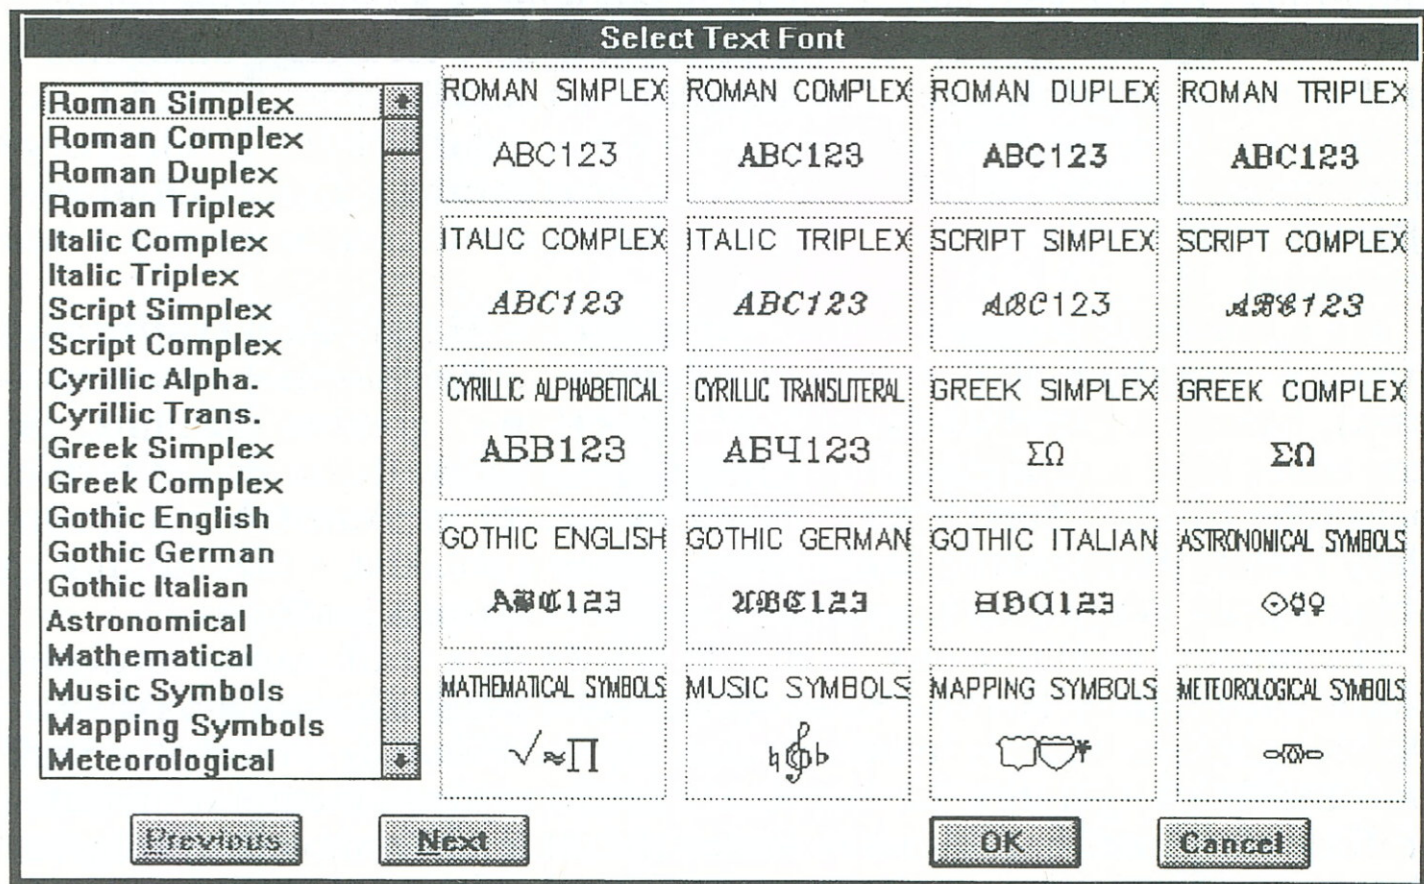 Select Text Font
Roman Simplex
Roman Complex
Roman Duplex
Roman Triplex
Italic Complex
Italic Triplex
Script Simplex
Script Complex
Cyrillic Alpha.
Cyrillic Trans.
Greek Simplex
Greek Complex
Gothic English
Gothic German
Gothic Italian
Astronomical
Mathematical
Music Symbols
Mapping Symbols
Meteorological
ROMAN SIMPLEX
ABC123
ROMAN COMPLEX
ABC123
ROMAN DUPLEX
ABC123
ROMAN TRIPLEX
ABC123
ITALIC COMPLEX
ABC123
ITALIC TRIPLEX
ABC123
SCRIPT SIMPLEX
ABC123
SCRIPT COMPLEX
ABC123
CYRILLIC ALPHABETICAL
АБВ123
CYRILLIC TRANSLITERAL
АБЧ123
GREEK SIMPLEX
ΣΩ
GREEK COMPLEX
ΣΩ
GOTHIC ENGLISH
ABC123
GOTHIC GERMAN
ABC123
GOTHIC ITALIAN
ABC123
ASTRONONICAL SYMBOLS
☉☿♀
MATHEMATICAL SYMBOLS
√≈∏
MUSIC SYMBOLS
♮𝄞♭
MAPPING SYMBOLS
METEOROLOGICAL SYMBOLS
Previous
Next
OK
Cancel